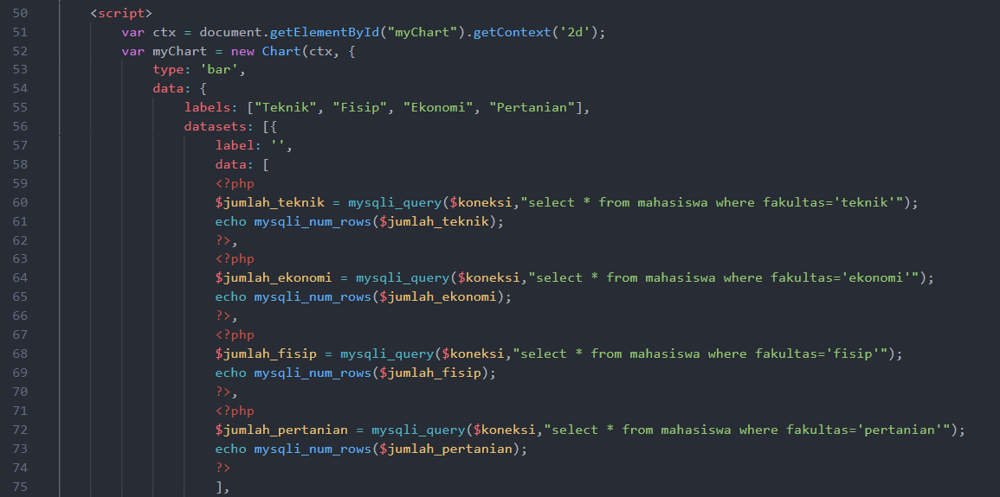 50 <script>
51 var ctx = document.getElementById("myChart").getContext('2d');
52 var myChart = new Chart(ctx, {
53 type: 'bar',
54 data: {
55 labels: ["Teknik", "Fisip", "Ekonomi", "Pertanian"],
56 datasets: [{
57 label: '',
58 data: [
59 <?php
60 $jumlah_teknik = mysqli_query($koneksi,"select * from mahasiswa where fakultas='teknik'");
61 echo mysqli_num_rows($jumlah_teknik);
62 ?>,
63 <?php
64 $jumlah_ekonomi = mysqli_query($koneksi,"select * from mahasiswa where fakultas='ekonomi'");
65 echo mysqli_num_rows($jumlah_ekonomi);
66 ?>,
67 <?php
68 $jumlah_fisip = mysqli_query($koneksi,"select * from mahasiswa where fakultas='fisip'");
69 echo mysqli_num_rows($jumlah_fisip);
70 ?>,
71 <?php
72 $jumlah_pertanian = mysqli_query($koneksi,"select * from mahasiswa where fakultas='pertanian'");
73 echo mysqli_num_rows($jumlah_pertanian);
74 ?>
75 ],